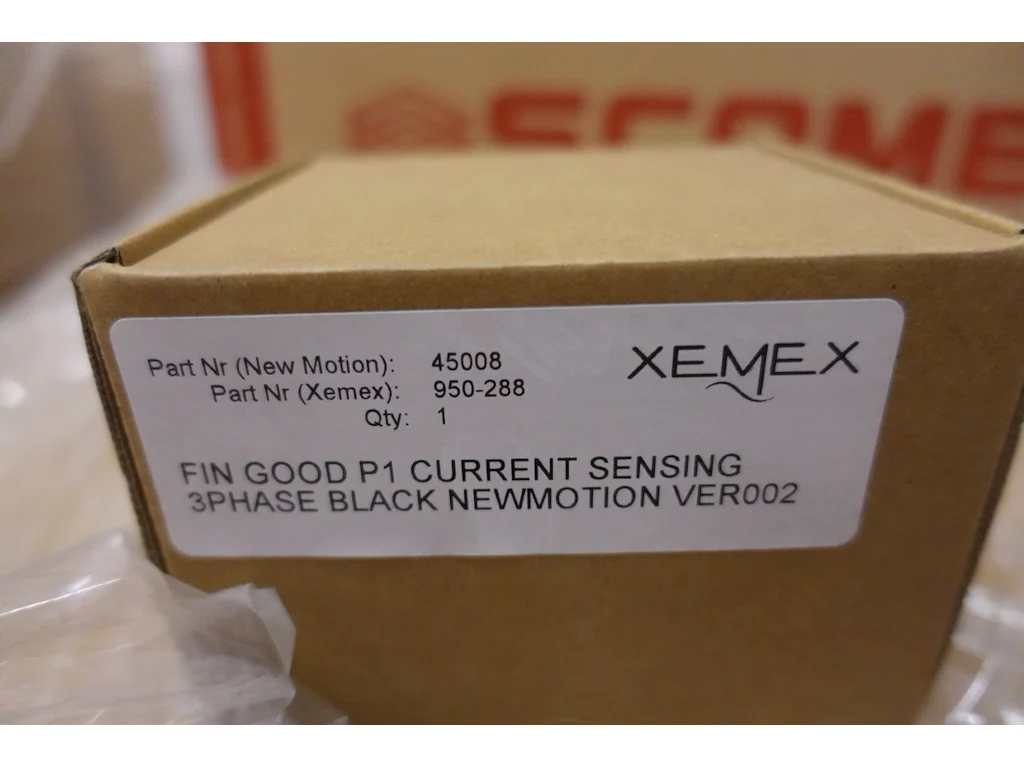 SCAME
Part Nr (New Motion): 45008
Part Nr (Xemex): 950-288
Qty: 1
XEMEX
FIN GOOD P1 CURRENT SENSING
3PHASE BLACK NEWMOTION VER002